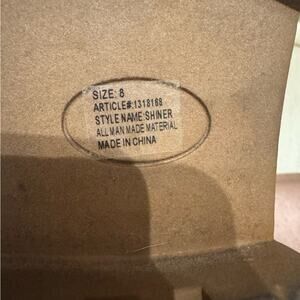 SIZE: 8
ARTICLE#:1318168
STYLE NAME:SHINER
ALL MAN MADE MATERIAL
MADE IN CHINA